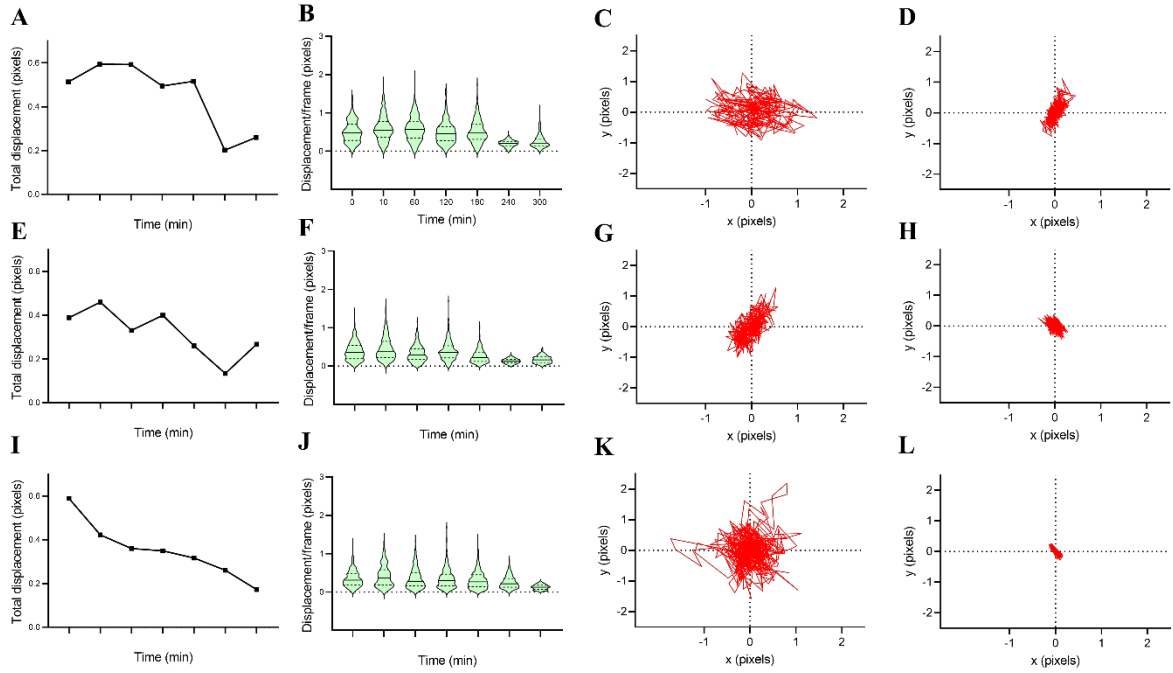 A
Total displacement (pixels)
0.6
0.4
0.2
0.0
Time (min)
B
Displacement/frame (pixels)
3
2
1
0
0 10 60 120 180 240 300
Time (min)
C
y (pixels)
2
1
0
-1
-2
-1 0 1 2
x (pixels)
D
y (pixels)
2
1
0
-1
-2
-1 0 1 2
x (pixels)
E
Total displacement (pixels)
0.6
0.4
0.2
0.0
Time (min)
F
Displacement/frame (pixels)
3
2
1
0
Time (min)
G
y (pixels)
2
1
0
-1
-2
-1 0 1 2
x (pixels)
H
y (pixels)
2
1
0
-1
-2
-1 0 1 2
x (pixels)
I
Total displacement (pixels)
0.6
0.4
0.2
0.0
Time (min)
J
Displacement/frame (pixels)
3
2
1
0
Time (min)
K
y (pixels)
2
1
0
-1
-2
-1 0 1 2
x (pixels)
L
y (pixels)
2
1
0
-1
-2
-1 0 1 2
x (pixels)